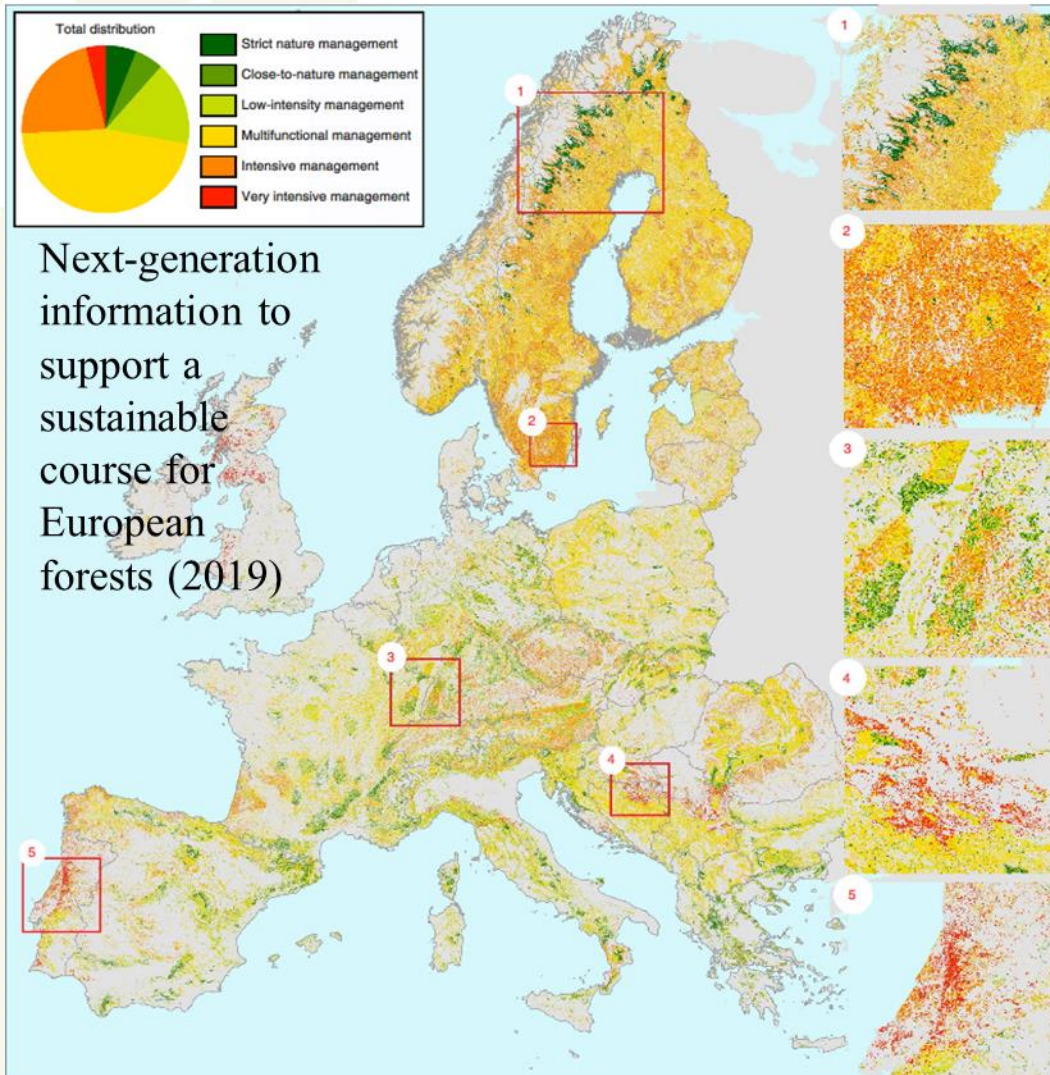 Total distribution
Strict nature management
Close-to-nature management
Low-intensity management
Multifunctional management
Intensive management
Very intensive management
Next-generation
information to
support a
sustainable
course for
European
forests (2019)
1
2
3
4
5
1
2
3
4
5